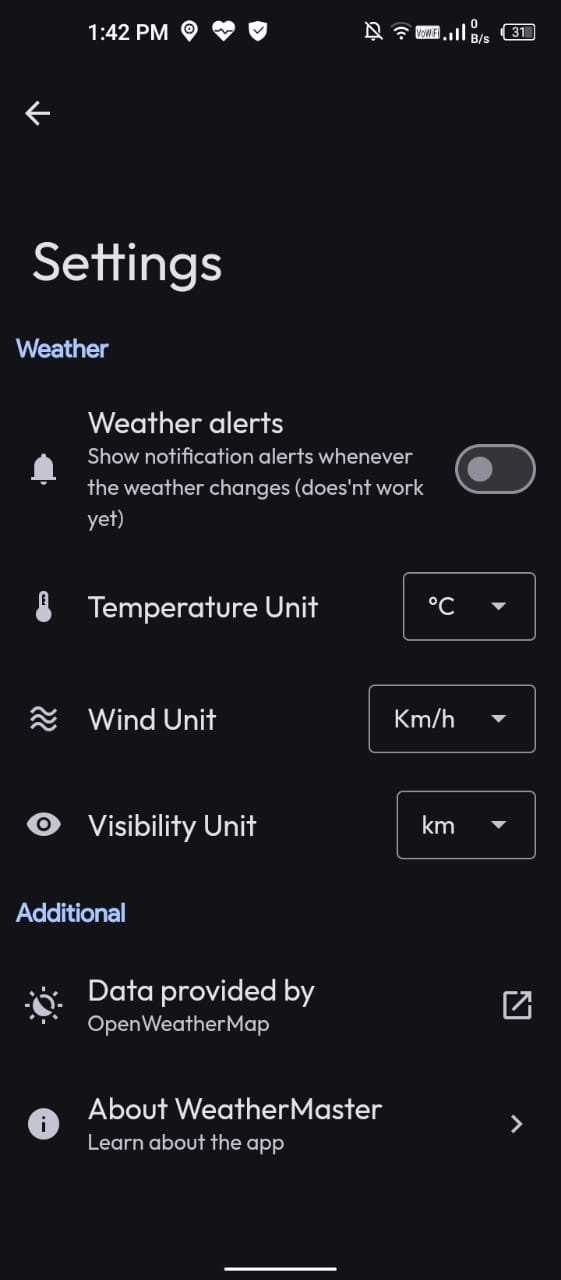 1:42 PM
VoWiFi
0
B/s
31
Settings
Weather
Weather alerts
Show notification alerts whenever
the weather changes (does'nt work
yet)
Temperature Unit
°C
Wind Unit
Km/h
Visibility Unit
km
Additional
Data provided by
OpenWeatherMap
About WeatherMaster
Learn about the app